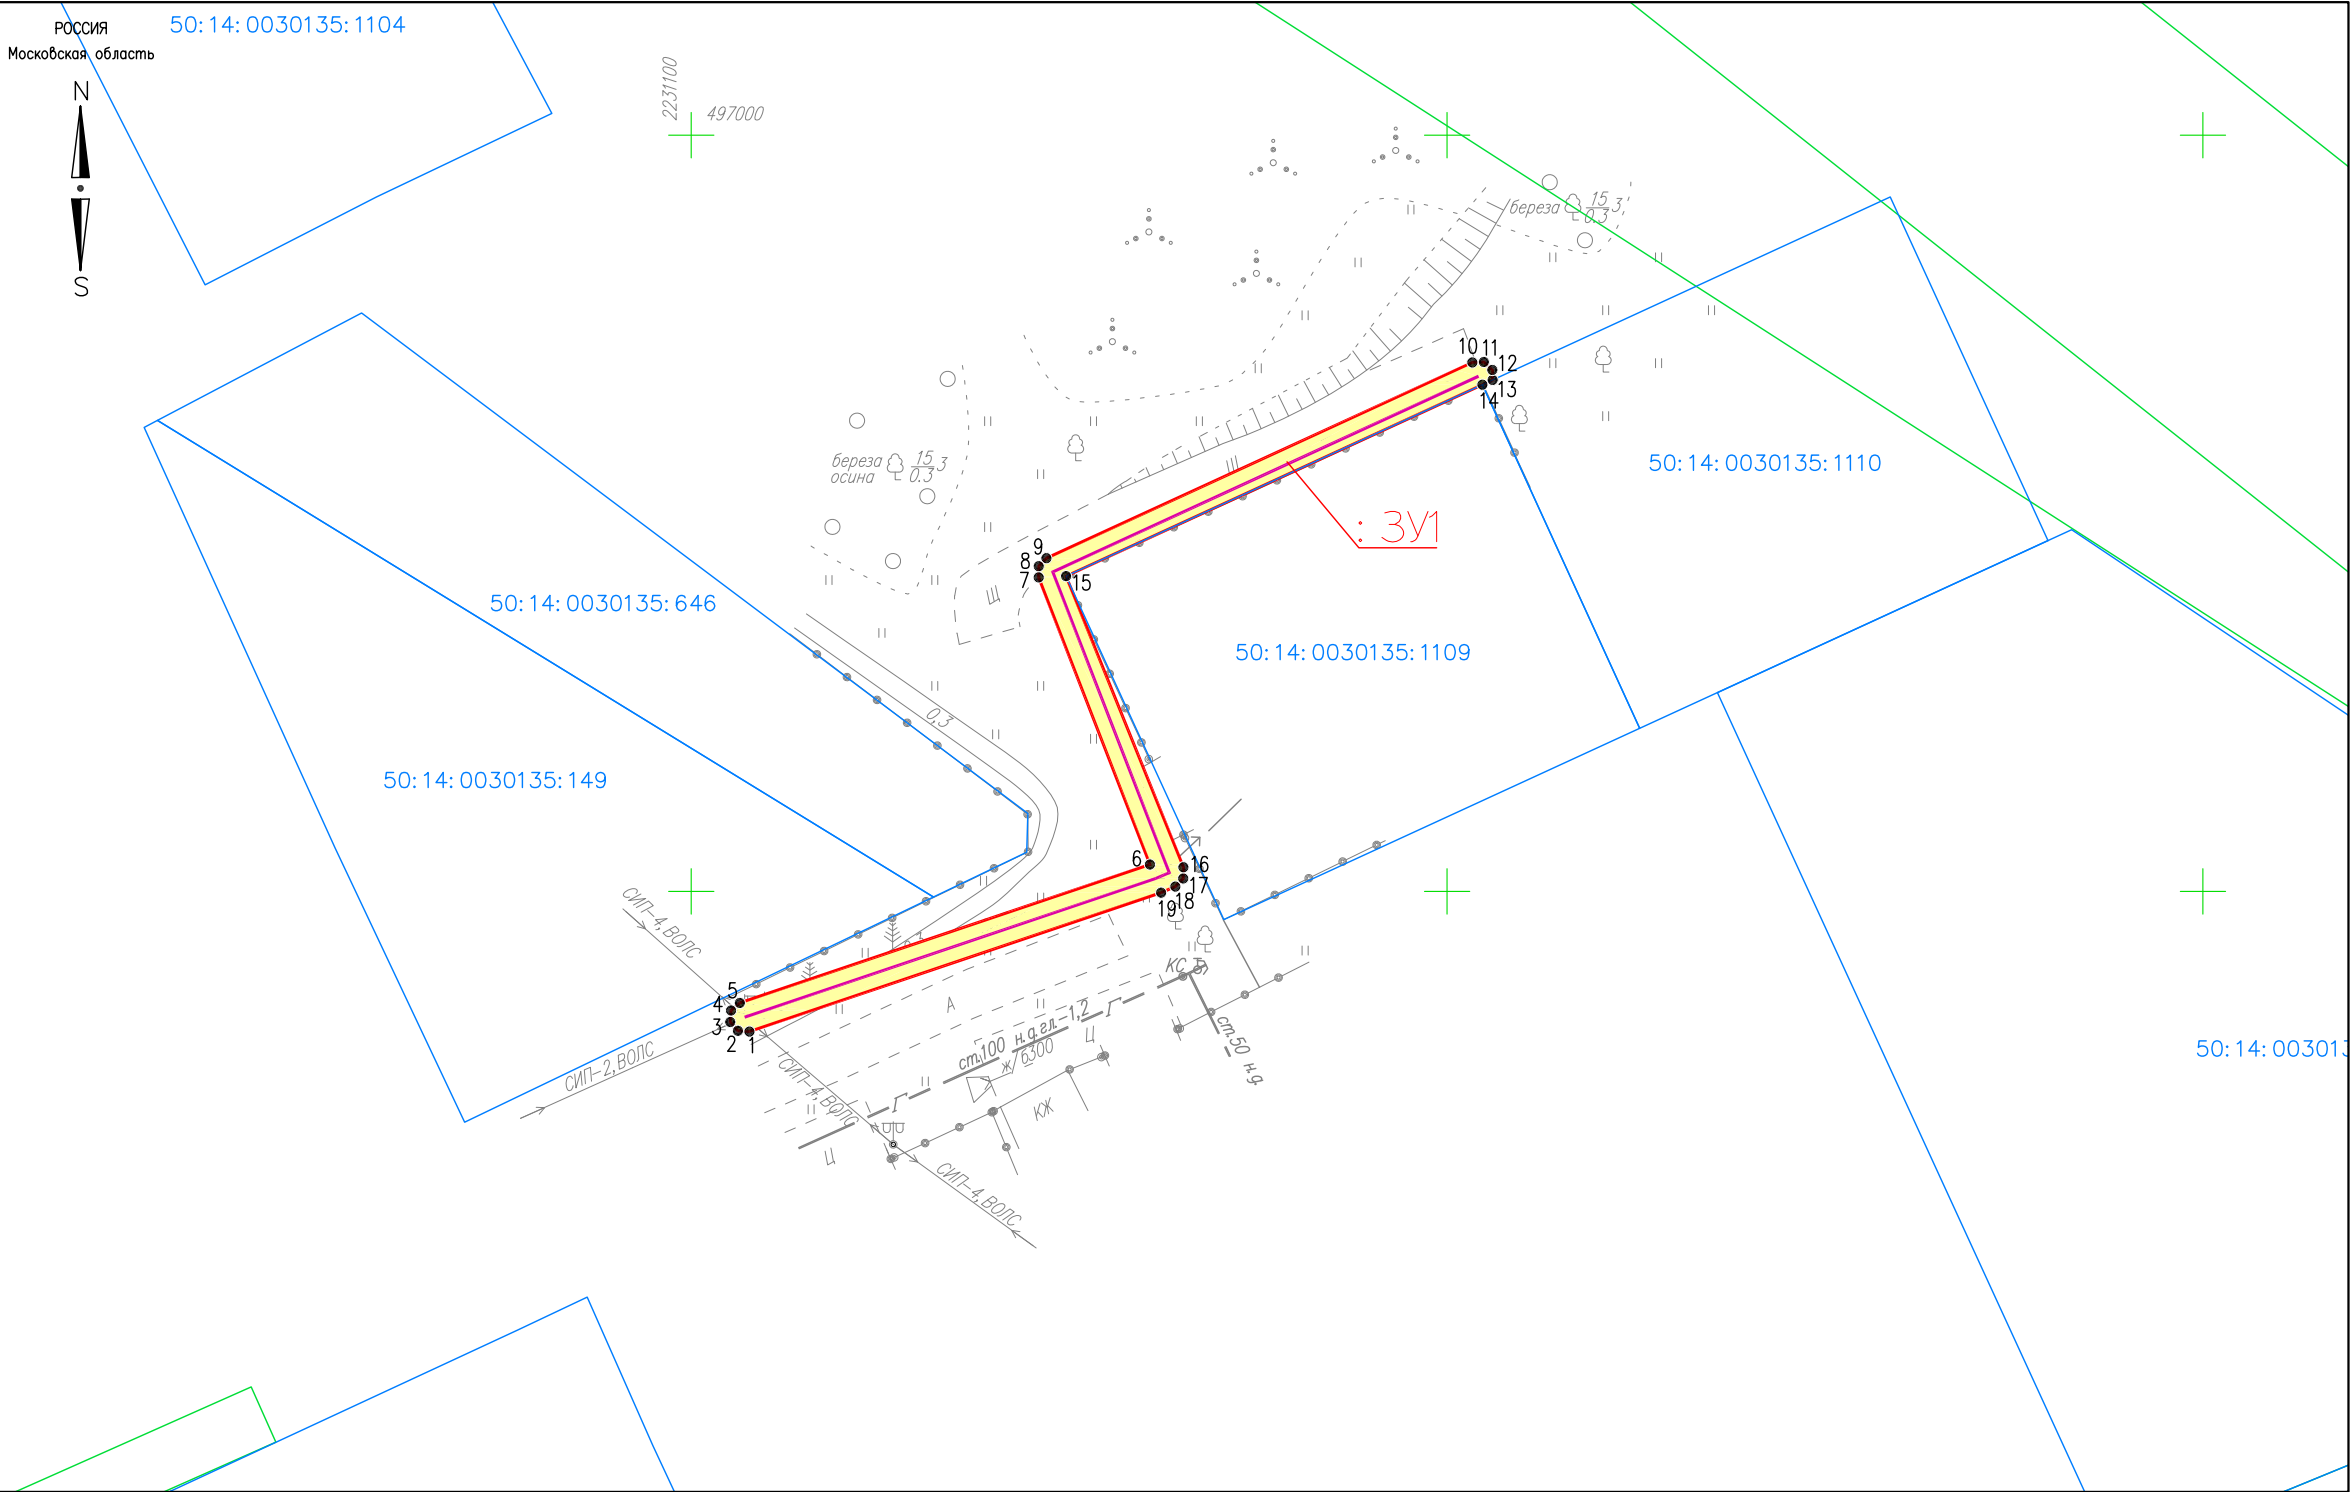 РОССИЯ
Московская область
N
S
50:14:0030135:1104
2231100
497000
береза 15 3
0.3
10 11
12
13
14
береза 15 3
осина 0.3
50:14:0030135:1110
:ЗУ1
9
8
7
15
Щ
Ш
50:14:0030135:646
50:14:0030135:1109
0,3
50:14:0030135:149
6
16
17
18
19
СИП-4, ВОЛС
КС
5
4
3
2 1
А
50:14:003013
СИП-2, ВОЛС
ст.100 н.д. гл.-1,2
Г
ж/6300
Ц
ст.50 н.д.
СИП-4, ВОЛС
Г
КЖ
Ц
СИП-4, ВОЛС